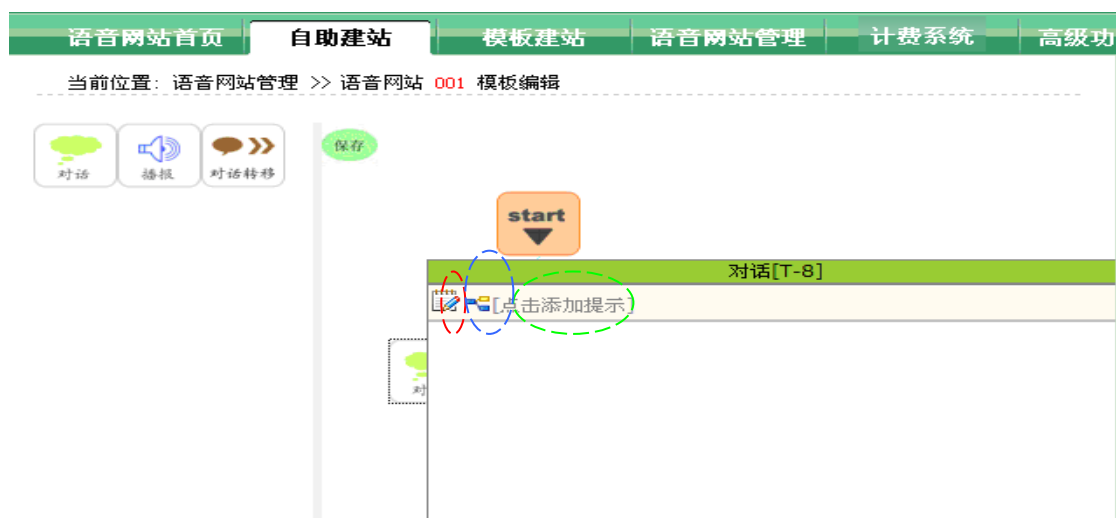 语音网站首页 自助建站 模板建站 语音网站管理 计费系统 高级功
当前位置：语音网站管理 >> 语音网站 001 模板编辑
对话 播报 对话转移 保存
start
对话[T-8]
[点击添加提示]
对